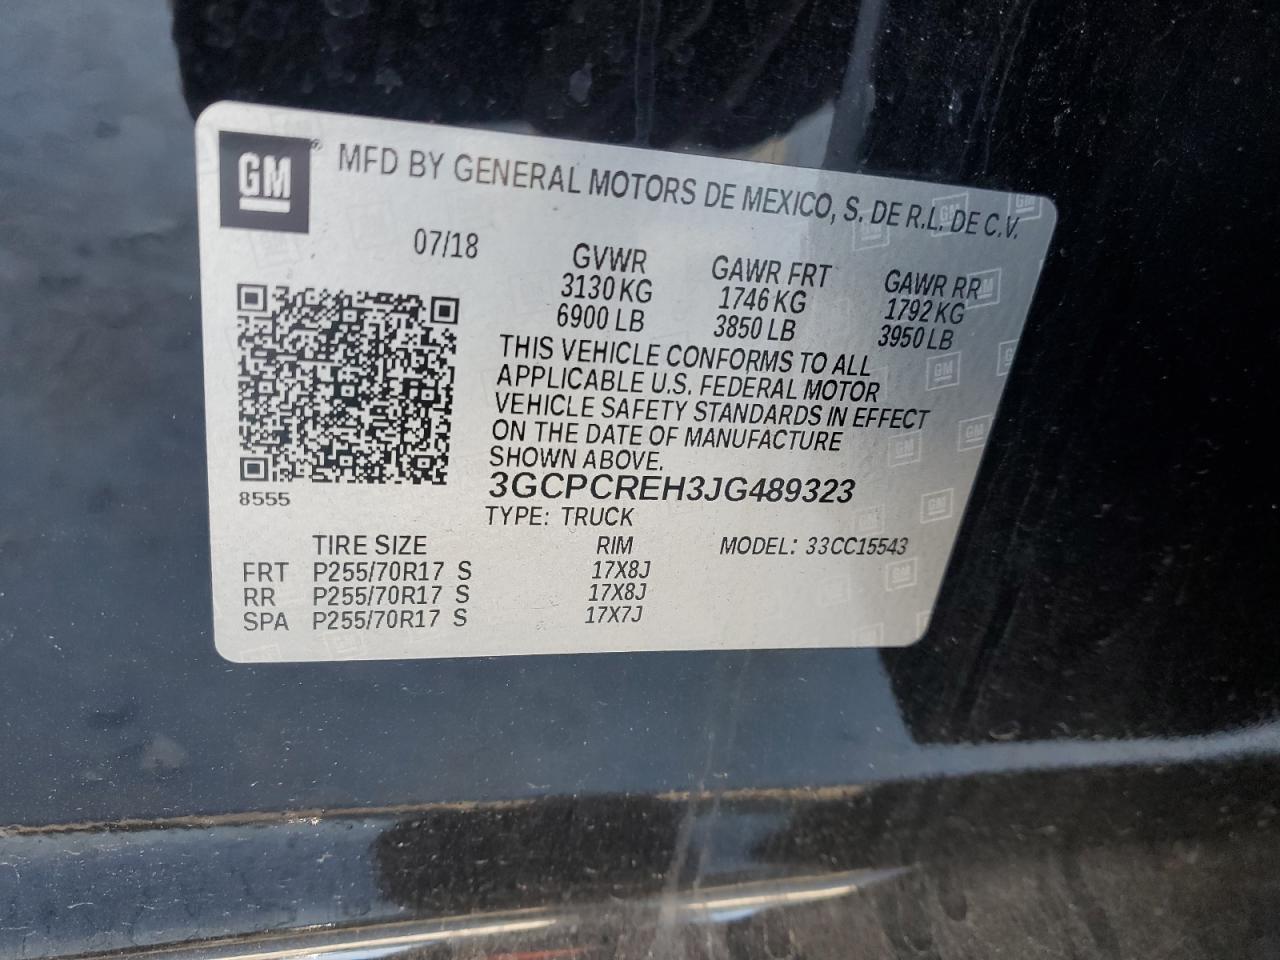 GM® MFD BY GENERAL MOTORS DE MEXICO, S. DE R.L. DE C.V.
07/18 GVWR GAWR FRT GAWR RR
3130 KG 1746 KG 1792 KG
6900 LB 3850 LB 3950 LB
THIS VEHICLE CONFORMS TO ALL
APPLICABLE U.S. FEDERAL MOTOR
VEHICLE SAFETY STANDARDS IN EFFECT
ON THE DATE OF MANUFACTURE
SHOWN ABOVE.
8555 3GCPCREH3JG489323
TYPE: TRUCK
TIRE SIZE RIM MODEL: 33CC15543
FRT P255/70R17 S 17X8J
RR P255/70R17 S 17X8J
SPA P255/70R17 S 17X7J